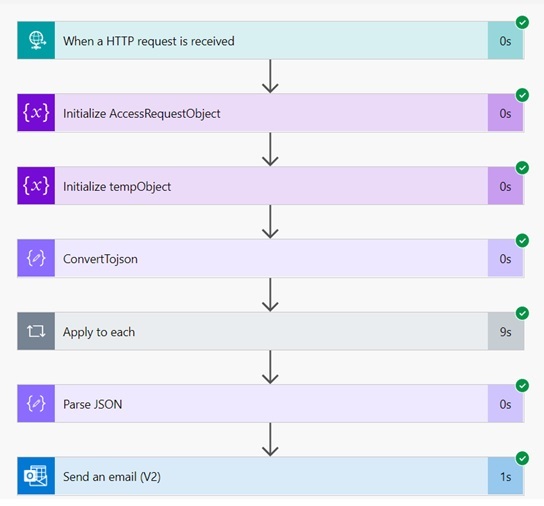 When a HTTP request is received 0s
{x} Initialize AccessRequestObject 0s
{x} Initialize tempObject 0s
ConvertTojson 0s
Apply to each 9s
Parse JSON 0s
Send an email (V2) 1s